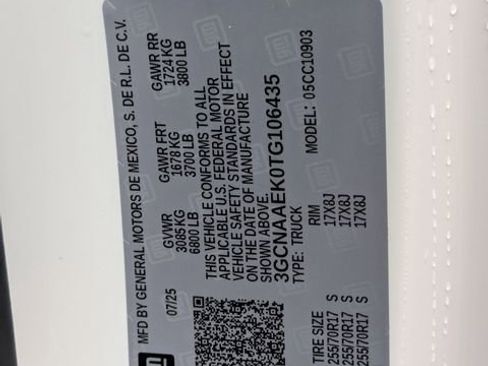 MFD BY GENERAL MOTORS DE MEXICO, S. DE R.L. DE C.V.
07/25 GVWR GAWR FRT GAWR RR
3085 KG 1678 KG 1724 KG
6800 LB 3700 LB 3800 LB
THIS VEHICLE CONFORMS TO ALL
APPLICABLE U.S. FEDERAL MOTOR
VEHICLE SAFETY STANDARDS IN EFFECT
ON THE DATE OF MANUFACTURE
SHOWN ABOVE.
3GCNAAEK0TG106435
TYPE: TRUCK MODEL: 05CC10903
TIRE SIZE RIM
255/70R17 S 17X8J
255/70R17 S 17X8J
255/70R17 S 17X8J